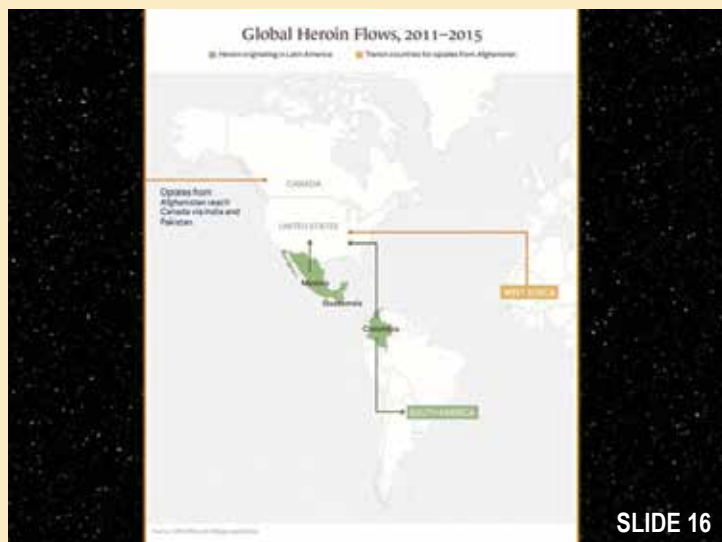 Global Heroin Flows, 2011–2015
Heroin originating in Latin America
Transit countries for opiates from Afghanistan
CANADA
Opiates from
Afghanistan reach
Canada via India and
Pakistan
UNITED STATES
Mexico
WEST AFRICA
Guatemala
Colombia
SOUTH AMERICA
SLIDE 16